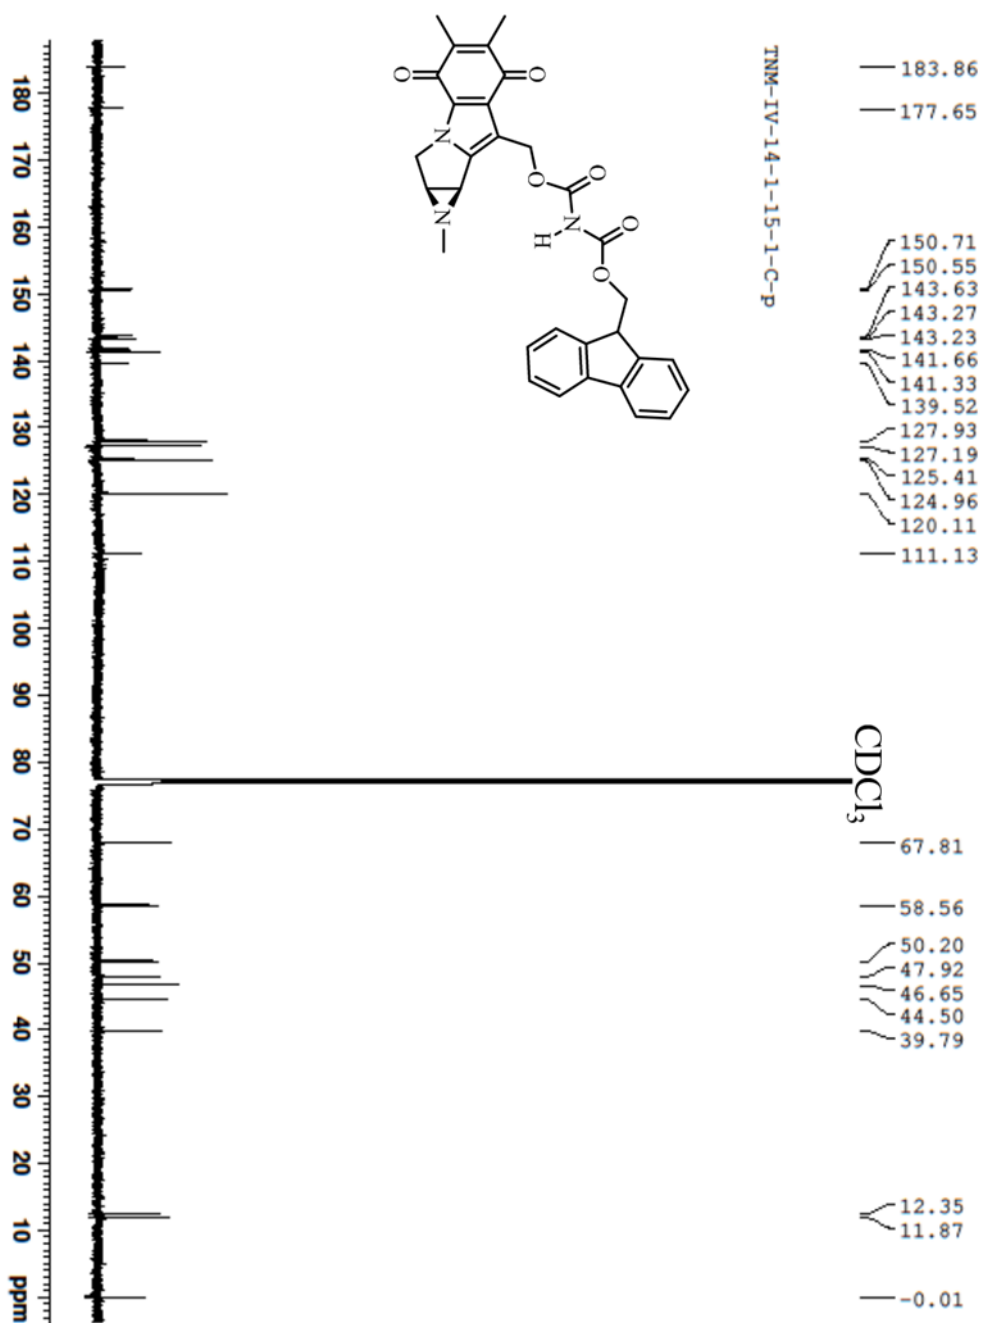 TNM-IV-14-1-15-1-C-p
183.86
177.65
150.71
150.55
143.63
143.27
143.23
141.66
141.33
139.52
127.93
127.19
125.41
124.96
120.11
111.13
CDCl3
67.81
58.56
50.20
47.92
46.65
44.50
39.79
12.35
11.87
-0.01
O
O
N
N
O
O
N
H
O
O
180 170 160 150 140 130 120 110 100 90 80 70 60 50 40 30 20 10 ppm